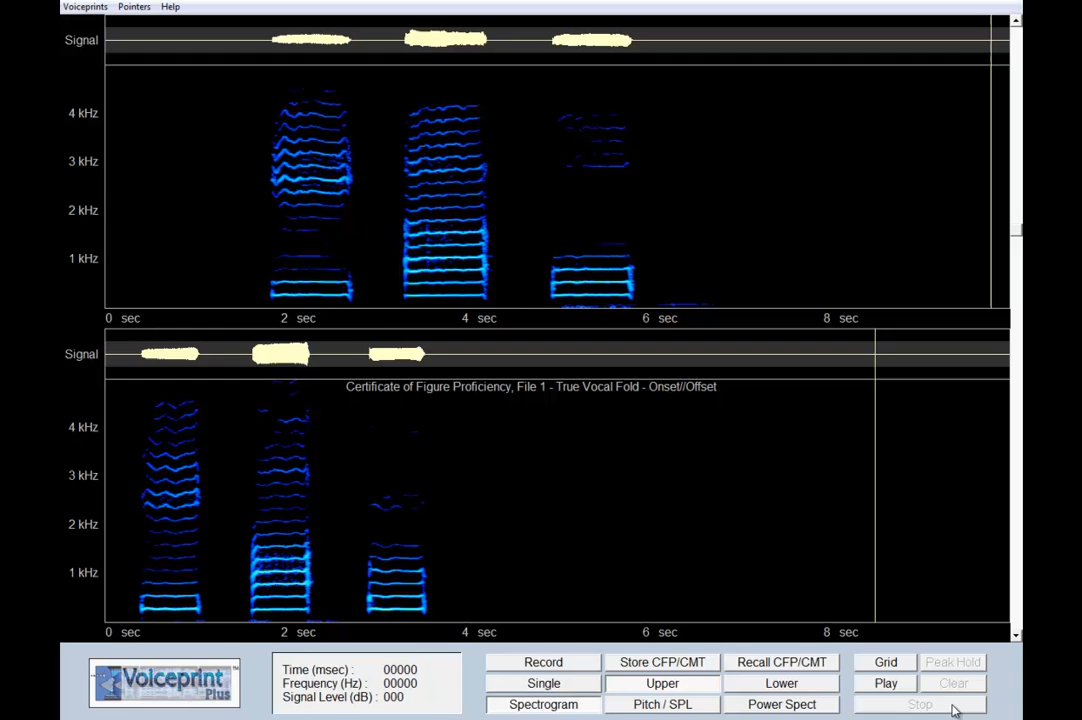 Voiceprints Pointers Help
Signal
4 kHz
3 kHz
2 kHz
1 kHz
0 sec 2 sec 4 sec 6 sec 8 sec
Signal
Certificate of Figure Proficiency, File 1 - True Vocal Fold - Onset//Offset
4 kHz
3 kHz
2 kHz
1 kHz
0 sec 2 sec 4 sec 6 sec 8 sec
Voiceprint
Plus
Time (msec) : 00000
Frequency (Hz) : 00000
Signal Level (dB) : 000
Record Store CFP/CMT Recall CFP/CMT Grid Peak Hold
Single Upper Lower Play Clear
Spectrogram Pitch / SPL Power Spect Stop